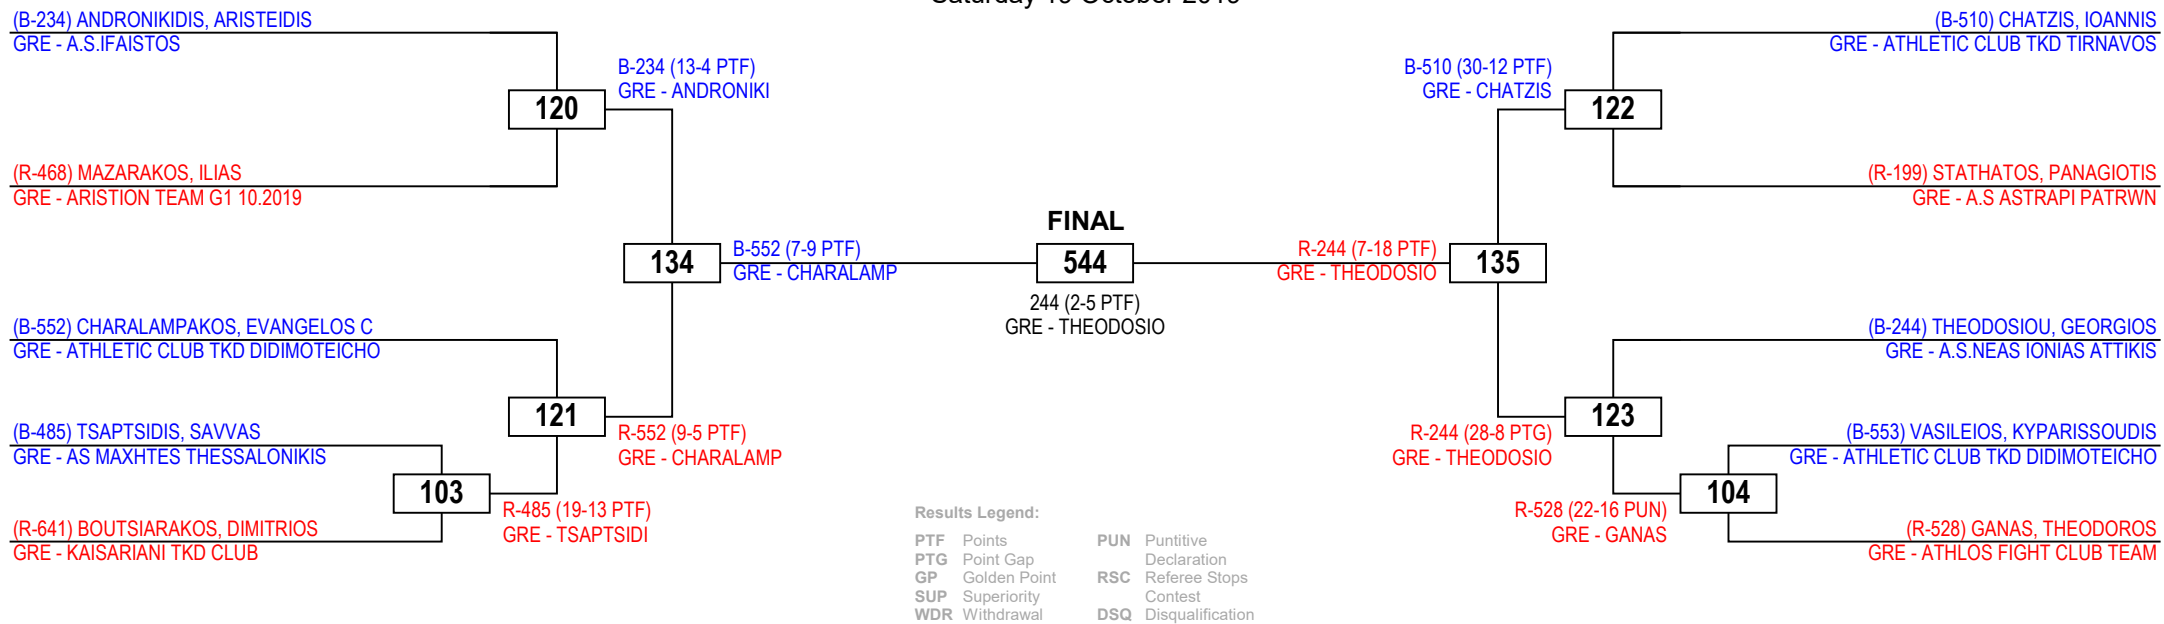 (B-234) ANDRONIKIDIS, ARISTEIDIS
GRE - A.S.IFAISTOS
B-234 (13-4 PTF)
GRE - ANDRONIKI
120
(R-468) MAZARAKOS, ILIAS
GRE - ARISTION TEAM G1 10.2019
134
B-552 (7-9 PTF)
GRE - CHARALAMP
(B-552) CHARALAMPAKOS, EVANGELOS C
GRE - ATHLETIC CLUB TKD DIDIMOTEICHO
121
R-552 (9-5 PTF)
GRE - CHARALAMP
(B-485) TSAPTSIDIS, SAVVAS
GRE - AS MAXHTES THESSALONIKIS
103
R-485 (19-13 PTF)
GRE - TSAPTSIDI
(R-641) BOUTSIARAKOS, DIMITRIOS
GRE - KAISARIANI TKD CLUB
FINAL
544
244 (2-5 PTF)
GRE - THEODOSIO
(B-510) CHATZIS, IOANNIS
GRE - ATHLETIC CLUB TKD TIRNAVOS
B-510 (30-12 PTF)
GRE - CHATZIS
122
(R-199) STATHATOS, PANAGIOTIS
GRE - A.S ASTRAPI PATRWN
R-244 (7-18 PTF)
GRE - THEODOSIO
135
(B-244) THEODOSIOU, GEORGIOS
GRE - A.S.NEAS IONIAS ATTIKIS
123
R-244 (28-8 PTG)
GRE - THEODOSIO
(B-553) VASILEIOS, KYPARISSOUDIS
GRE - ATHLETIC CLUB TKD DIDIMOTEICHO
104
R-528 (22-16 PUN)
GRE - GANAS
(R-528) GANAS, THEODOROS
GRE - ATHLOS FIGHT CLUB TEAM
Results Legend:
PTF Points PUN Puntitive
PTG Point Gap Declaration
GP Golden Point RSC Referee Stops
SUP Superiority Contest
WDR Withdrawal DSQ Disqualification